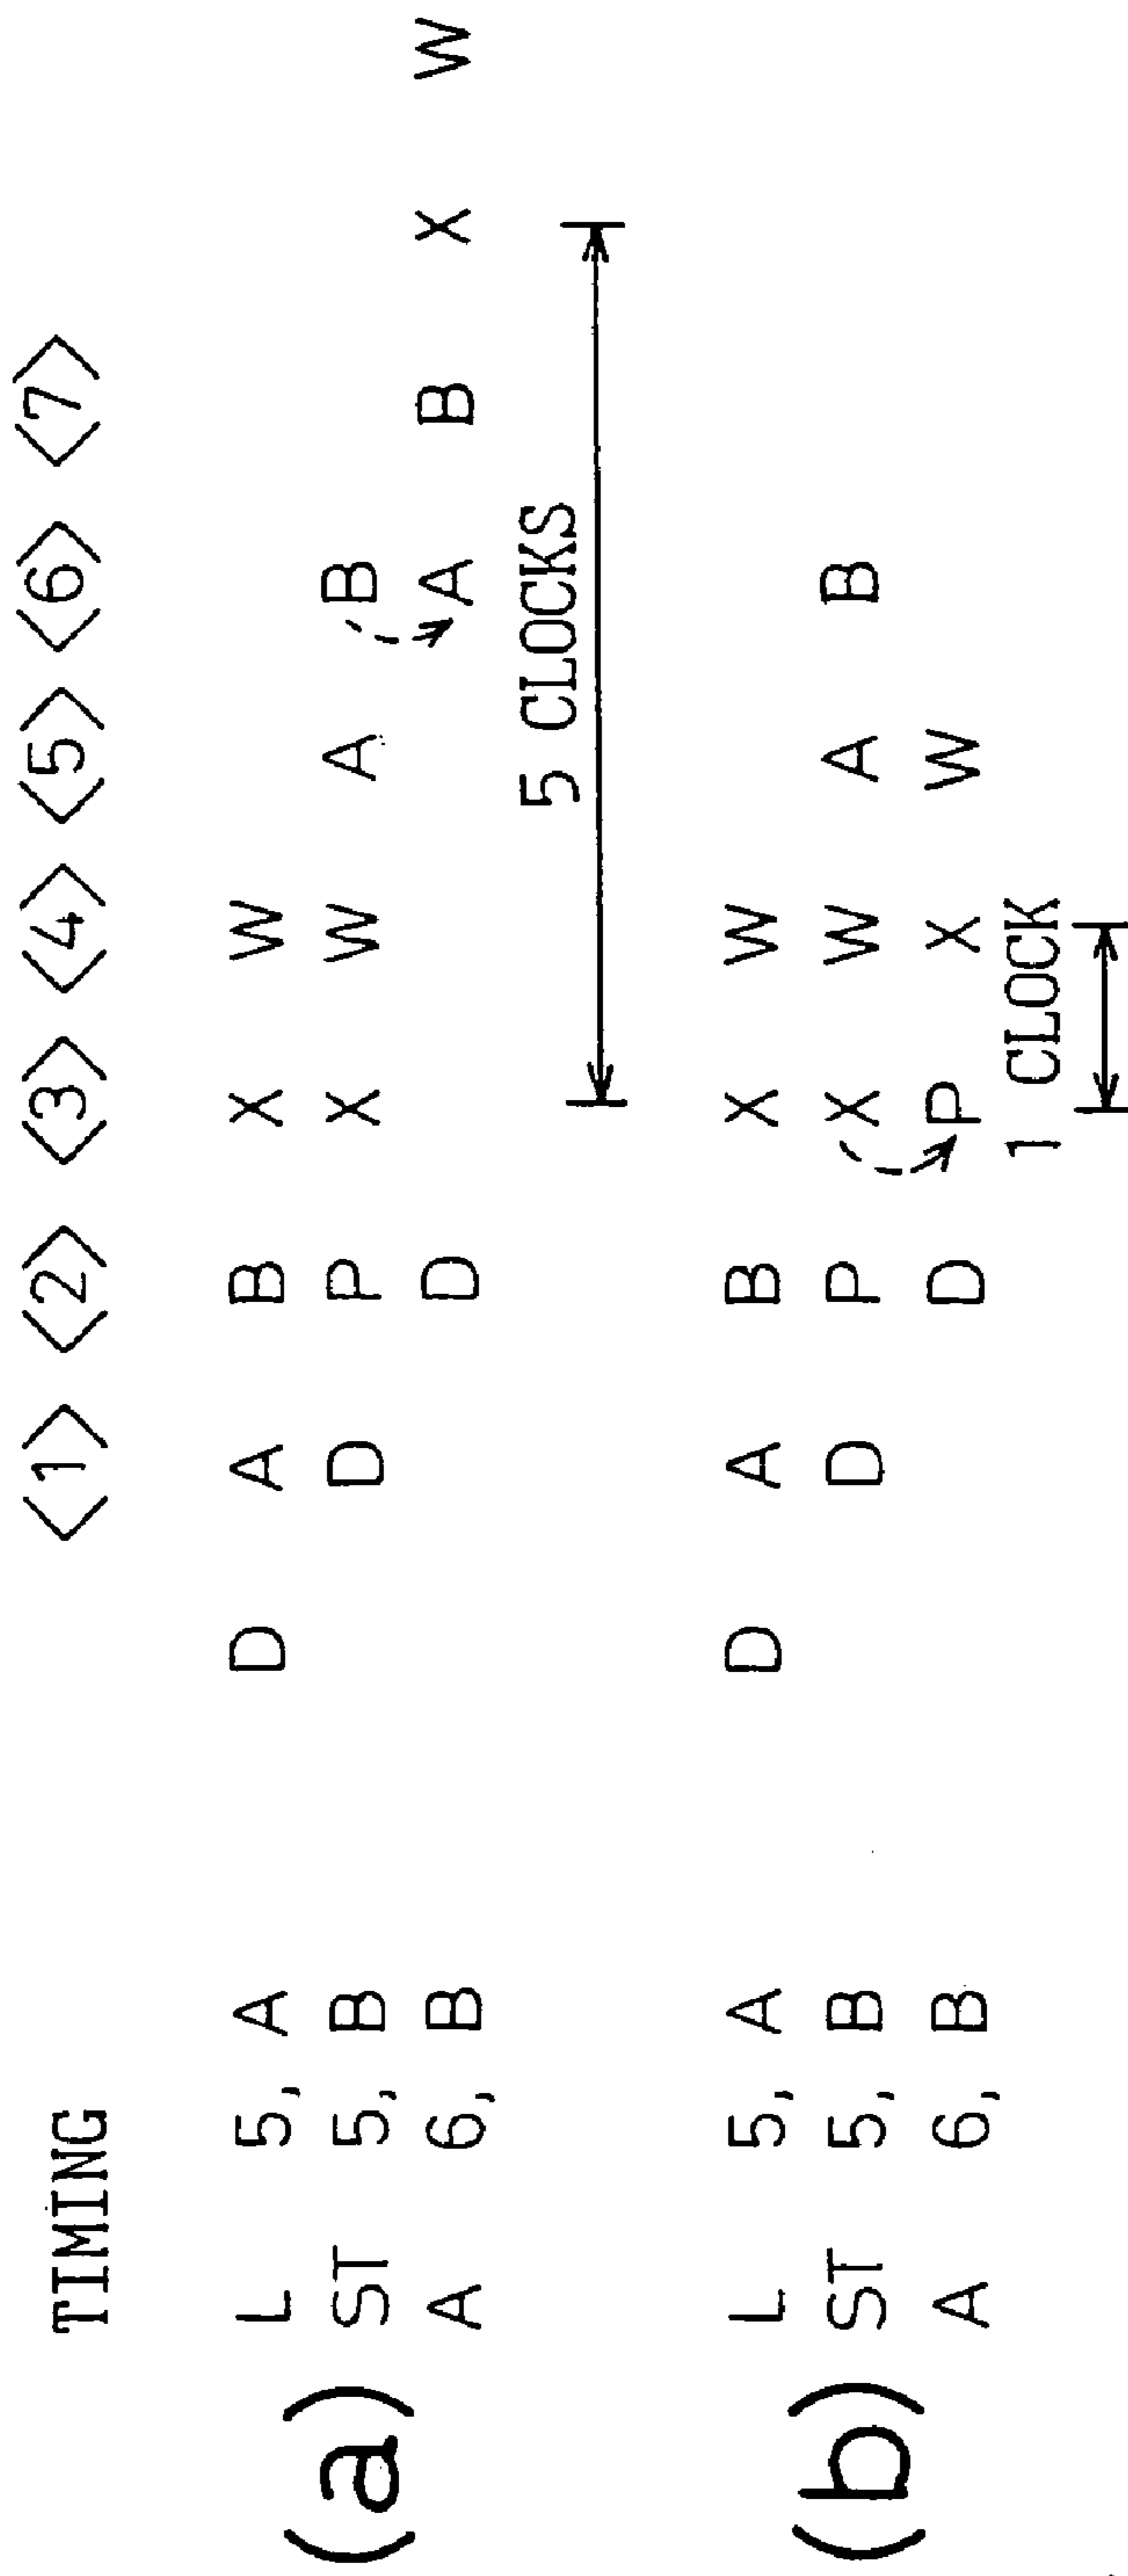 TIMING <1> <2> <3> <4> <5> <6> <7>
(a)
L 5, A D A B X W
ST 5, B D P X W A B
A 6, B D A B X W
5 CLOCKS
(b)
L 5, A D A B X W
ST 5, B D P X W A B
A 6, B D P X W
1 CLOCK